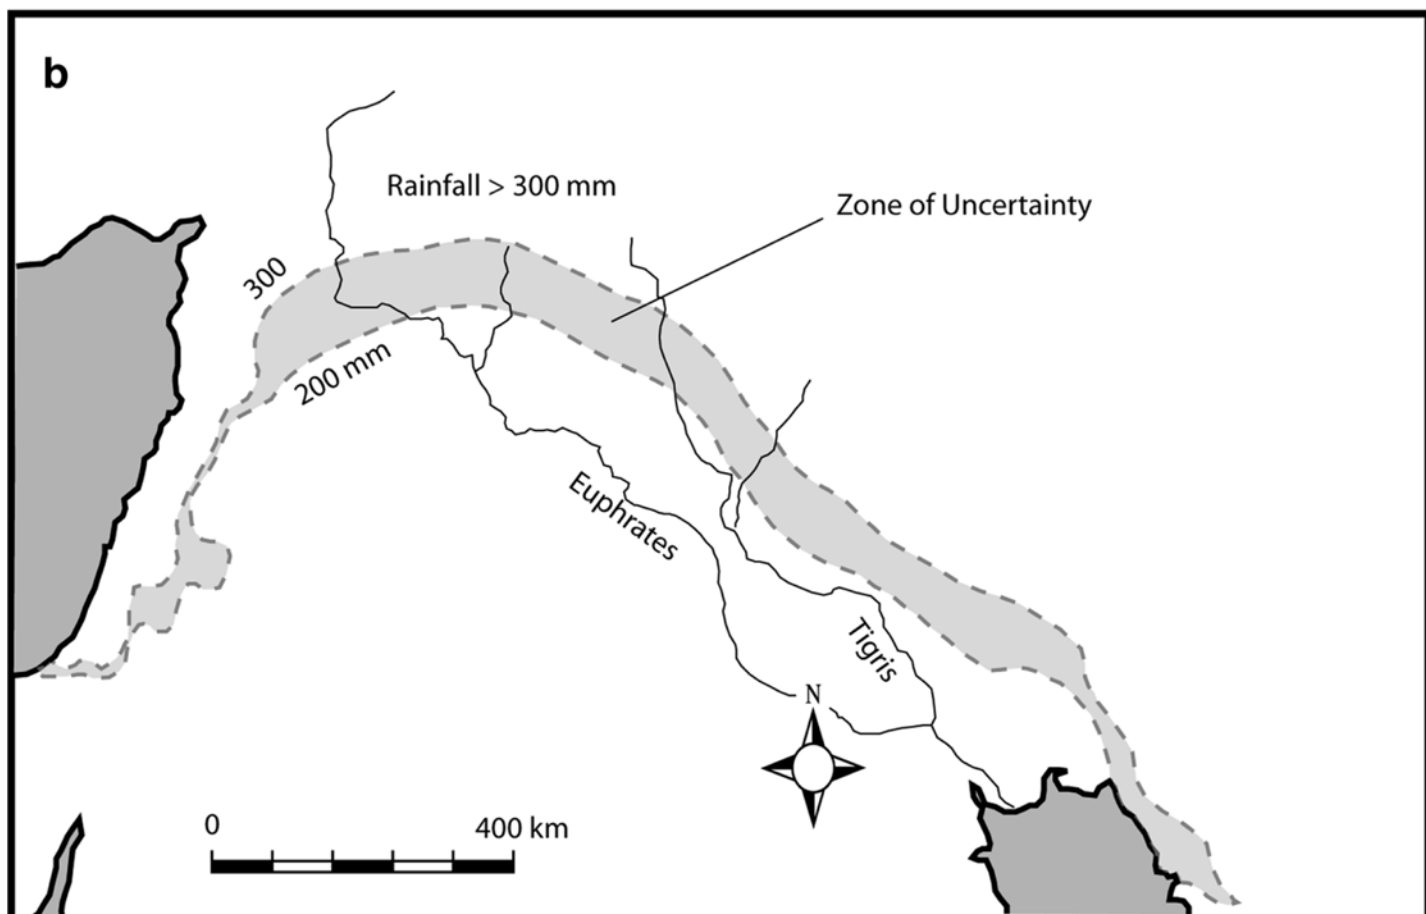 b
Rainfall > 300 mm
Zone of Uncertainty
300
200 mm
Euphrates
Tigris
N
0
400 km